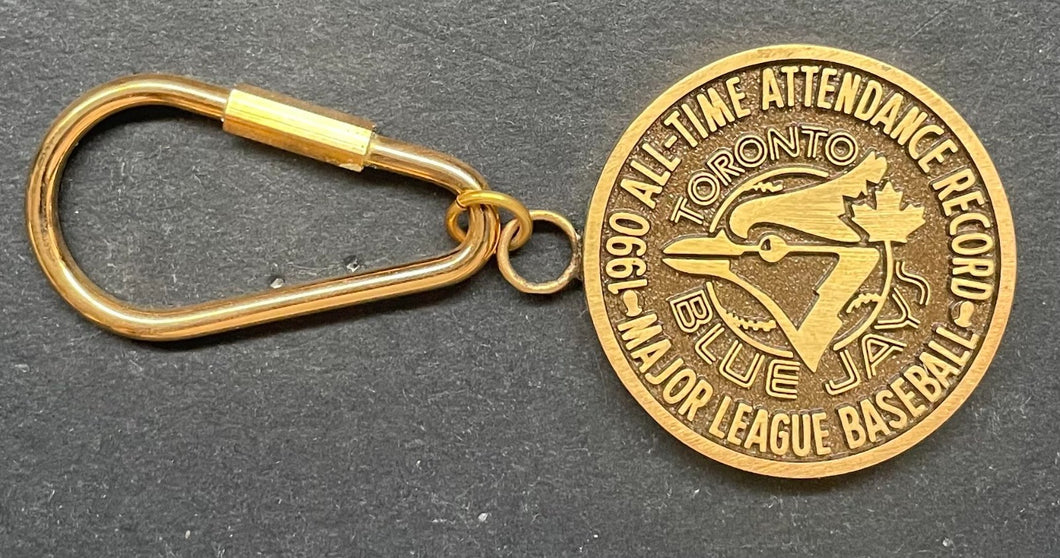 1990 ALL-TIME ATTENDANCE RECORD
TORONTO
BLUE JAYS
MAJOR LEAGUE BASEBALL